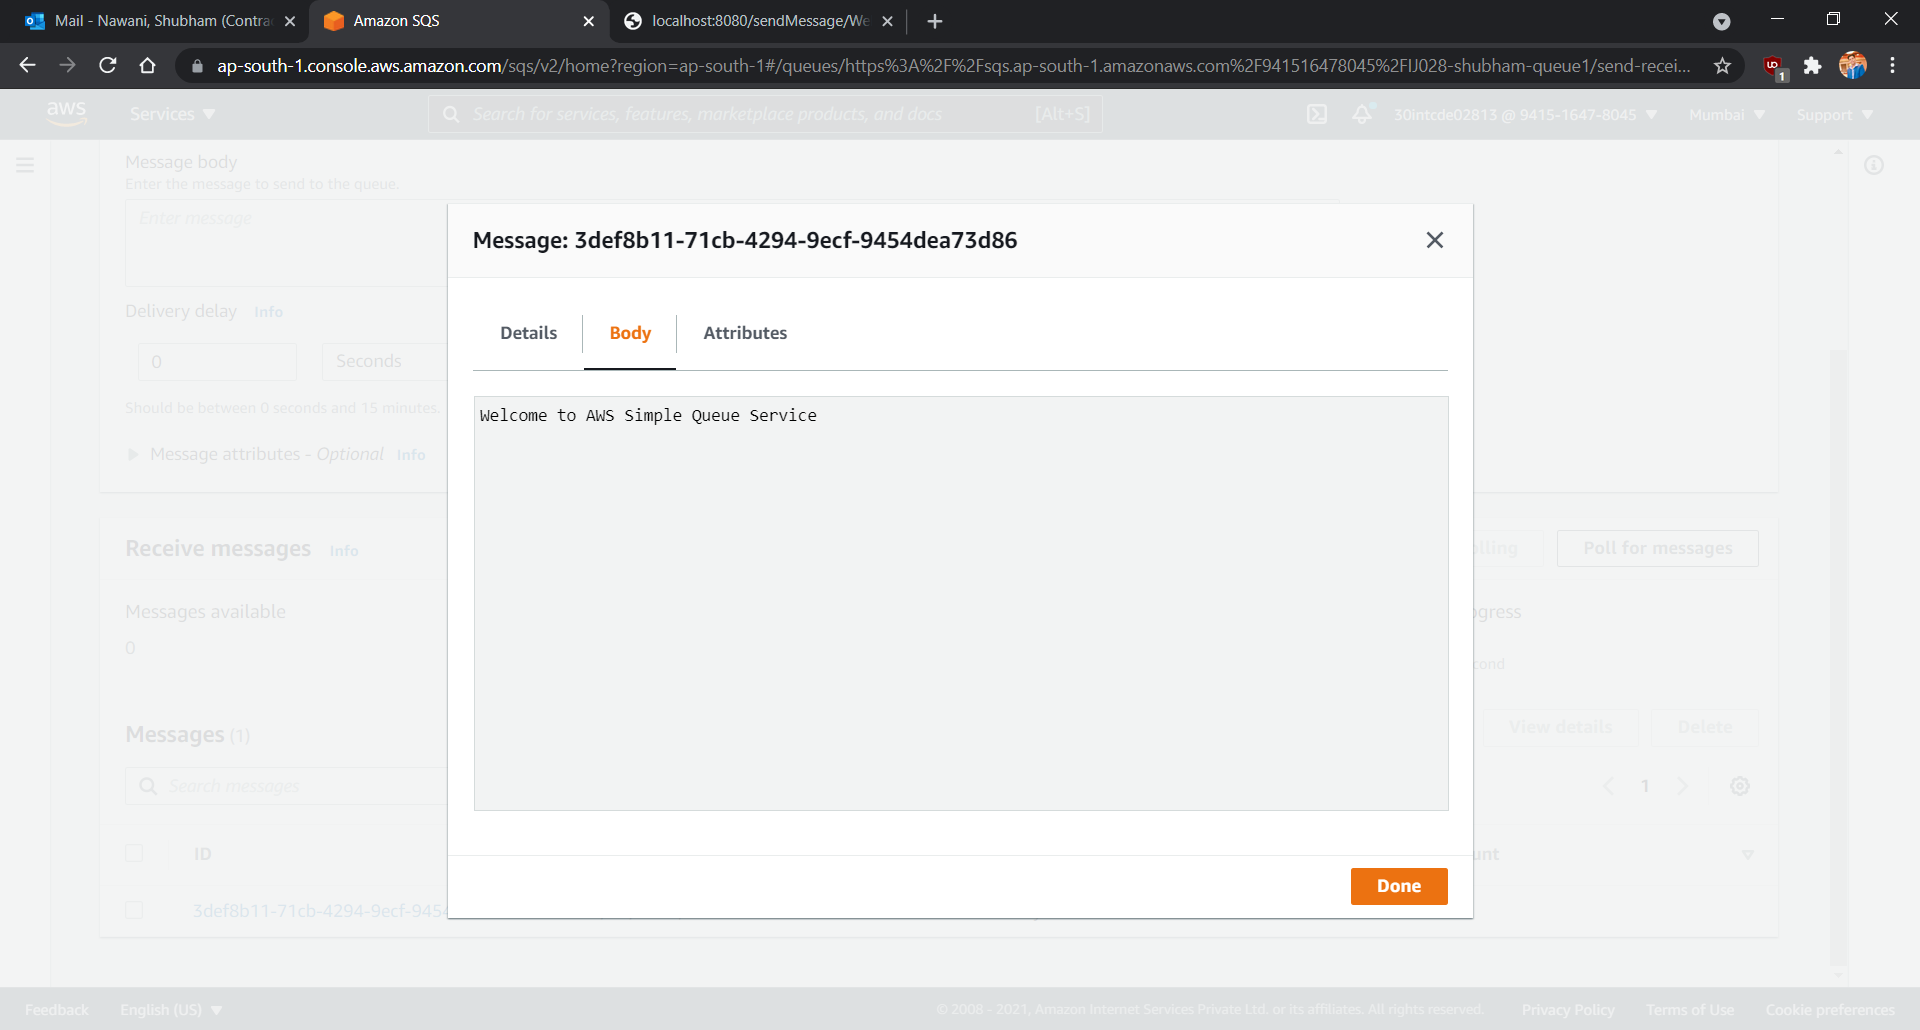 Mail - Nawani, Shubham (Contra
Amazon SQS
localhost:8080/sendMessage/We
ap-south-1.console.aws.amazon.com/sqs/v2/home?region=ap-south-1#/queues/https%3A%2F%2Fsqs.ap-south-1.amazonaws.com%2F941516478045%2FIJ028-shubham-queue1/send-recei...
1
aws
Services
Search for services, features, marketplace products, and docs
[Alt+S]
30intcde02813 @ 9415-1647-8045
Mumbai
Support
Message body
Enter the message to send to the queue.
Enter message
Delivery delay Info
0
Seconds
Should be between 0 seconds and 15 minutes.
Message attributes - Optional Info
Message: 3def8b11-71cb-4294-9ecf-9454dea73d86
Details
Body
Attributes
Welcome to AWS Simple Queue Service
Done
Receive messages Info
lling
Poll for messages
Messages available
0
ogress
cond
Messages (1)
View details
Delete
Search messages
1
ID
unt
3def8b11-71cb-4294-9ecf-945
Feedback
English (US)
© 2008 - 2021, Amazon Internet Services Private Ltd. or its affiliates. All rights reserved.
Privacy Policy
Terms of Use
Cookie preferences